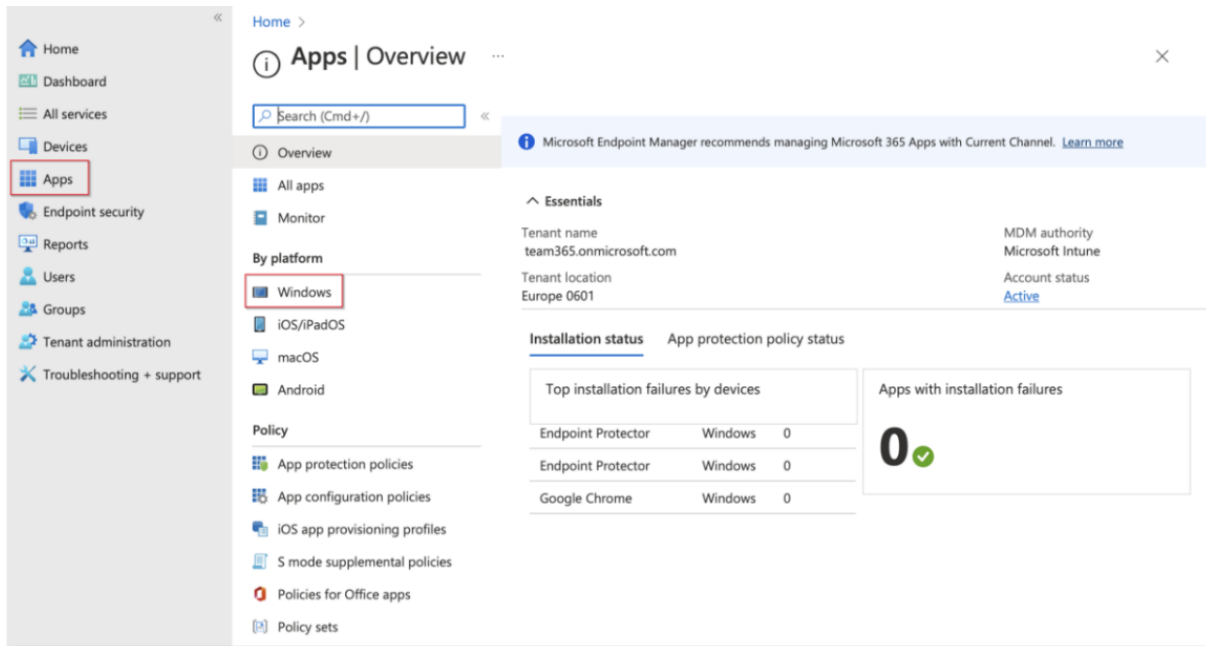 «
Home
Dashboard
All services
Devices
Apps
Endpoint security
Reports
Users
Groups
Tenant administration
Troubleshooting + support
Home >
Apps | Overview ...
Search (Cmd+/)
«
Overview
All apps
Monitor
By platform
Windows
iOS/iPadOS
macOS
Android
Policy
App protection policies
App configuration policies
iOS app provisioning profiles
S mode supplemental policies
Policies for Office apps
Policy sets
Microsoft Endpoint Manager recommends managing Microsoft 365 Apps with Current Channel. Learn more
Essentials
Tenant name
team365.onmicrosoft.com
Tenant location
Europe 0601
MDM authority
Microsoft Intune
Account status
Active
Installation status App protection policy status
Top installation failures by devices
Endpoint Protector Windows 0
Endpoint Protector Windows 0
Google Chrome Windows 0
Apps with installation failures
0